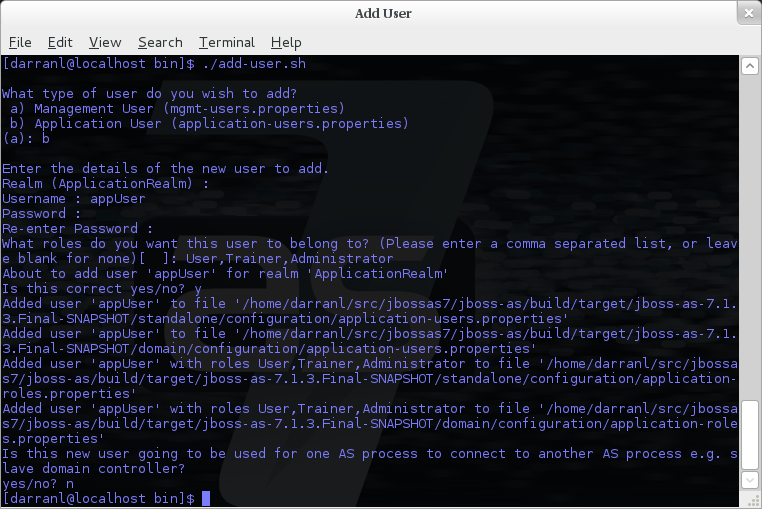 Add User
File Edit View Search Terminal Help
[darranl@localhost bin]$ ./add-user.sh
What type of user do you wish to add?
a) Management User (mgmt-users.properties)
b) Application User (application-users.properties)
(a): b
Enter the details of the new user to add.
Realm (ApplicationRealm) :
Username : appUser
Password :
Re-enter Password :
What roles do you want this user to belong to? (Please enter a comma separated list, or leav
e blank for none)[  ]: User,Trainer,Administrator
About to add user 'appUser' for realm 'ApplicationRealm'
Is this correct yes/no? y
Added user 'appUser' to file '/home/darranl/src/jbossas7/jboss-as/build/target/jboss-as-7.1.
3.Final-SNAPSHOT/standalone/configuration/application-users.properties'
Added user 'appUser' to file '/home/darranl/src/jbossas7/jboss-as/build/target/jboss-as-7.1.
3.Final-SNAPSHOT/domain/configuration/application-users.properties'
Added user 'appUser' with roles User,Trainer,Administrator to file '/home/darranl/src/jbossa
s7/jboss-as/build/target/jboss-as-7.1.3.Final-SNAPSHOT/standalone/configuration/application-
roles.properties'
Added user 'appUser' with roles User,Trainer,Administrator to file '/home/darranl/src/jbossa
s7/jboss-as/build/target/jboss-as-7.1.3.Final-SNAPSHOT/domain/configuration/application-role
s.properties'
Is this new user going to be used for one AS process to connect to another AS process e.g. s
lave domain controller?
yes/no? n
[darranl@localhost bin]$